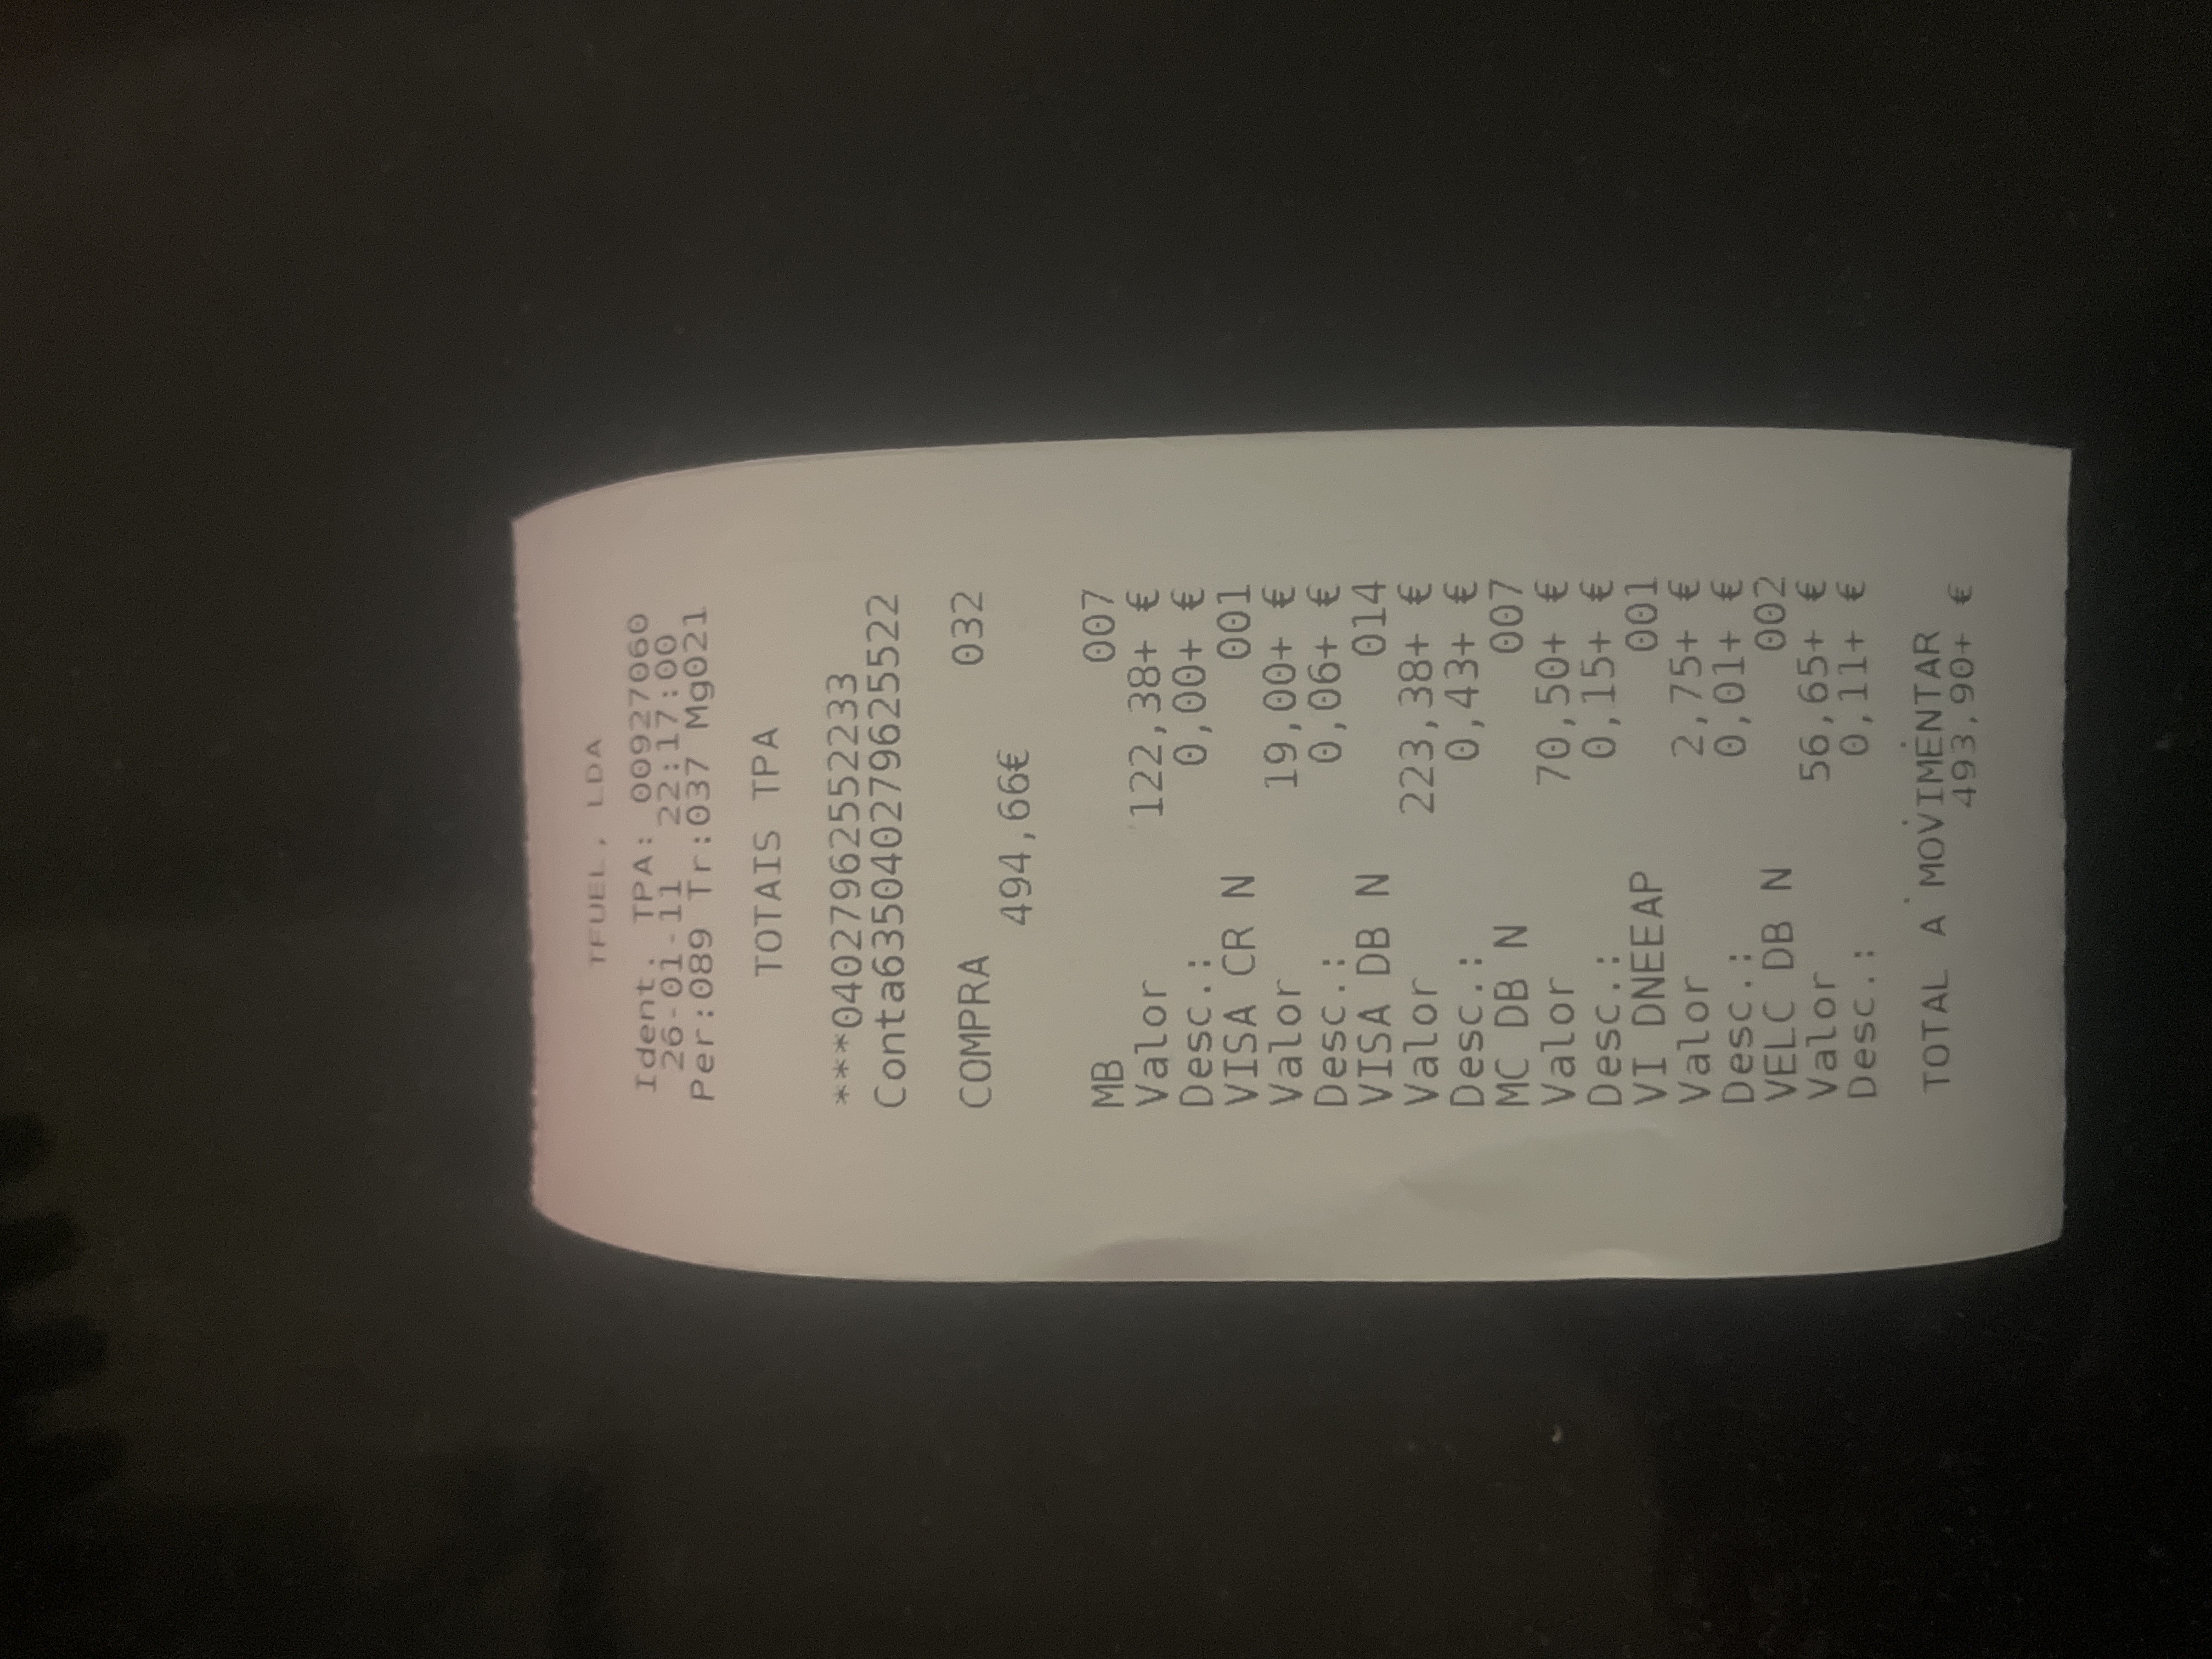 TFUEL, LDA
Ident. TPA: 009927060
26-01-11 22:17:00
Per:089 Tr:037 Mg021
TOTAIS TPA
***04027962552233
Conta6350402796255522
COMPRA 032
494,66€
MB 007
Valor 122,38+ €
Desc.: 0,00+ €
VISA CR N 001
Valor 19,00+ €
Desc.: 0,06+ €
VISA DB N 014
Valor 223,38+ €
Desc.: 0,43+ €
MC DB N 007
Valor 70,50+ €
Desc.: 0,15+ €
VI DNEEAP 001
Valor 2,75+ €
Desc.: 0,01+ €
VELC DB N 002
Valor 56,65+ €
Desc.: 0,11+ €
TOTAL A MOVIMENTAR
493,90+ €